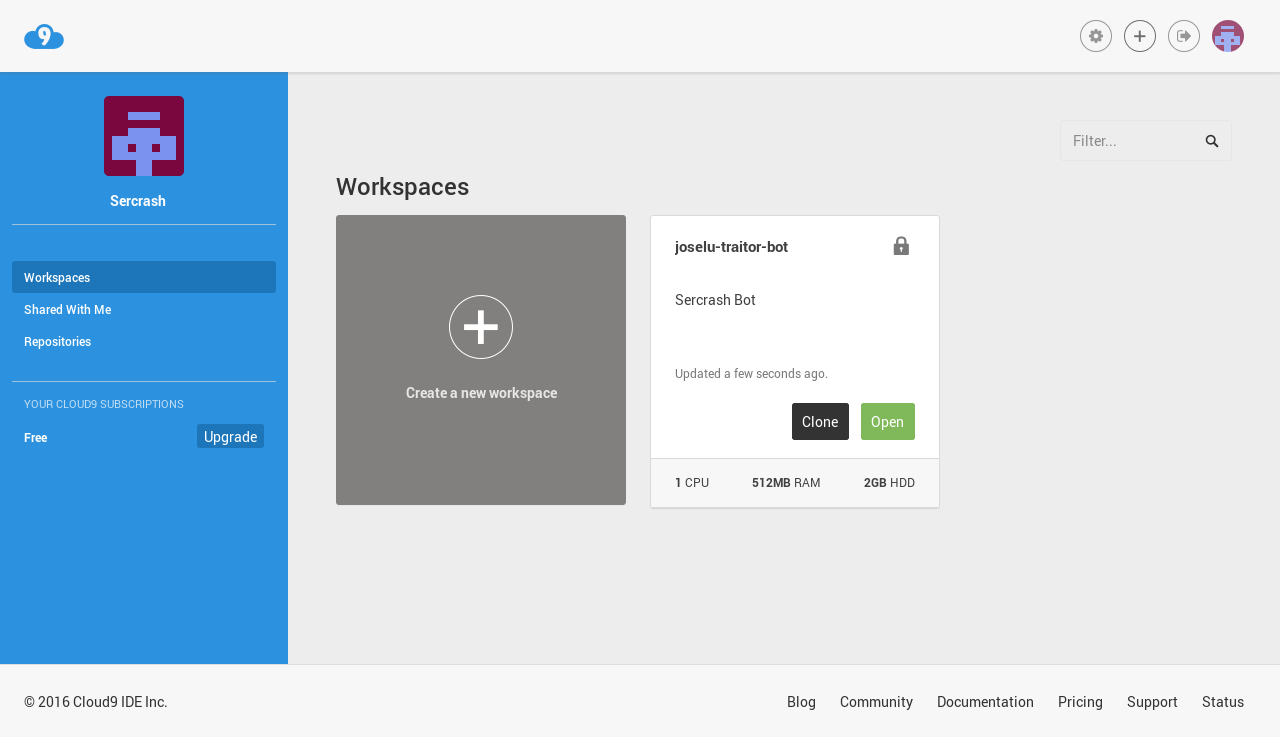 9
Sercrash
Workspaces
Shared With Me
Repositories
YOUR CLOUD9 SUBSCRIPTIONS
Free
Upgrade
Filter...
Workspaces
Create a new workspace
joselu-traitor-bot
Sercrash Bot
Updated a few seconds ago.
Clone
Open
1 CPU
512MB RAM
2GB HDD
© 2016 Cloud9 IDE Inc.
Blog
Community
Documentation
Pricing
Support
Status